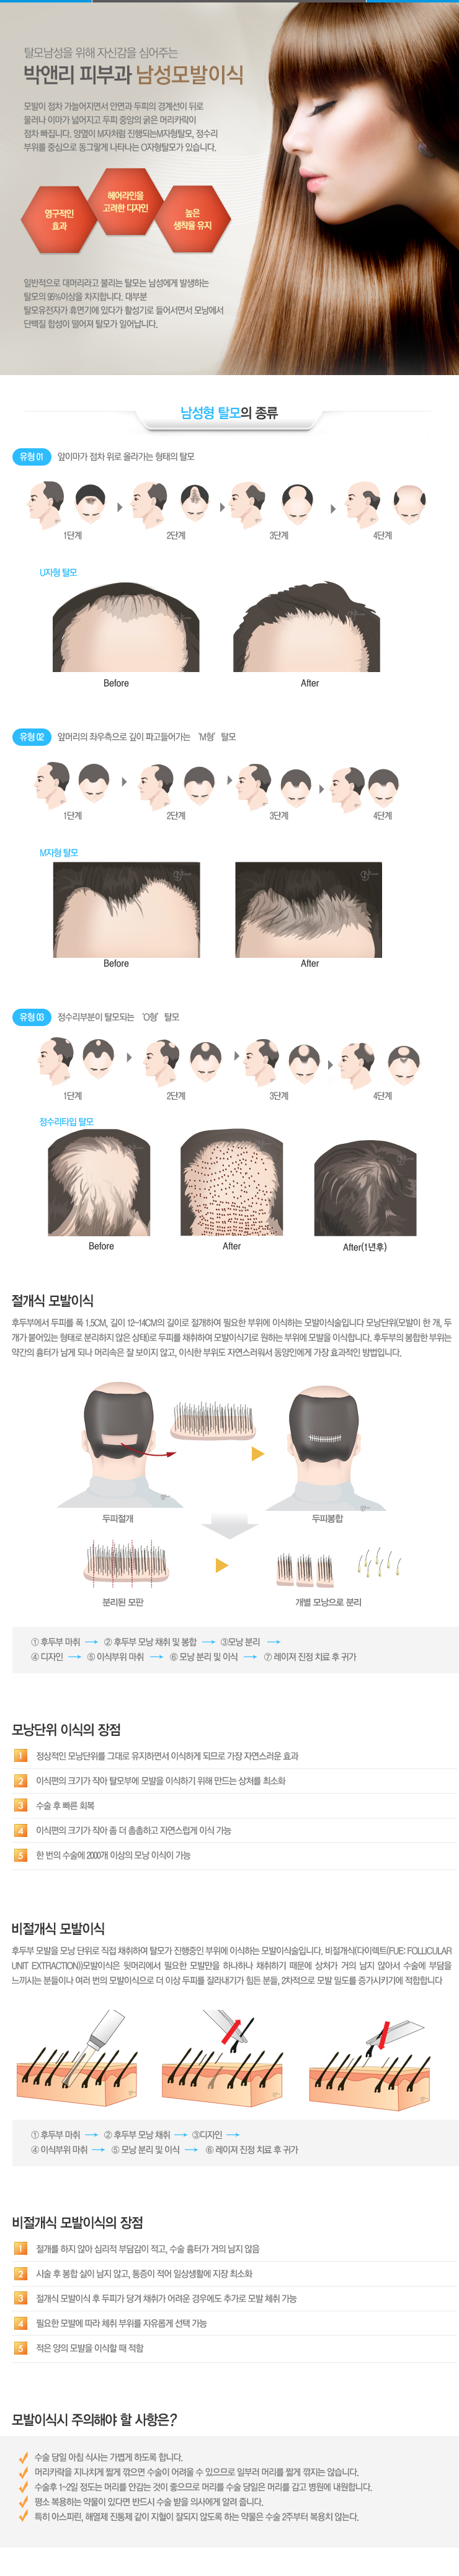 탈모남성을 위해 자신감을 심어주는
박앤리 피부과 남성모발이식
모발이 점차 가늘어지면서 안면과 두피의 경계선이 뒤로
물러나 이마가 넓어지고 두피 중앙의 굵은 머리카락이
점차 빠집니다. 양옆이 M자처럼 진행되는M자형탈모, 정수리
부위를 중심으로 동그랗게 나타나는 O자형탈모가 있습니다.
영구적인
효과
헤어라인을
고려한 디자인
높은
생착율 유지
일반적으로 대머리라고 불리는 탈모는 남성에게 발생하는
탈모의 95%이상을 차지합니다. 대부분
탈모유전자가 휴면기에 있다가 활성기로 들어서면서 모낭에서
단백질 합성이 떨어져 탈모가 일어납니다.
남성형 탈모의 종류
유형 01 앞이마가 점차 위로 올라가는 형태의 탈모
1단계 2단계 3단계 4단계
U자형 탈모
Before After
유형 02 앞머리의 좌우측으로 깊이 파고들어가는 ‘M형’ 탈모
1단계 2단계 3단계 4단계
M자형 탈모
Before After
유형 03 정수리부분이 탈모되는 ‘O형’ 탈모
1단계 2단계 3단계 4단계
정수리타입 탈모
Before After After(1년후)
절개식 모발이식
후두부에서 두피를 폭 1.5CM, 길이 12~14CM의 길이로 절개하여 필요한 부위에 이식하는 모발이식술입니다 모낭단위(모발이 한 개, 두
개가 붙어있는 형태로 분리하지 않은 상태)로 두피를 채취하여 모발이식기로 원하는 부위에 모발을 이식합니다. 후두부의 봉합한 부위는
약간의 흉터가 남게 되나 머리속은 잘 보이지 않고, 이식한 부위도 자연스러워서 동양인에게 가장 효과적인 방법입니다.
두피절개 두피봉합
분리된 모판 개별 모낭으로 분리
① 후두부 마취 → ② 후두부 모낭 채취 및 봉합 → ③모낭 분리 →
④ 디자인 → ⑤ 이식부위 마취 → ⑥ 모낭 분리 및 이식 → ⑦ 레이져 진정 치료 후 귀가
모낭단위 이식의 장점
1 정상적인 모낭단위를 그대로 유지하면서 이식하게 되므로 가장 자연스러운 효과
2 이식편의 크기가 작아 탈모부에 모발을 이식하기 위해 만드는 상처를 최소화
3 수술 후 빠른 회복
4 이식편의 크기가 작아 좀 더 촘촘하고 자연스럽게 이식 가능
5 한 번의 수술에 2000개 이상의 모낭 이식이 가능
비절개식 모발이식
후두부 모발을 모낭 단위로 직접 채취하여 탈모가 진행중인 부위에 이식하는 모발이식술입니다. 비절개식(다이렉트(FUE: FOLLICULAR
UNIT EXTRACTION))모발이식은 뒷머리에서 필요한 모발만을 하나하나 채취하기 때문에 상처가 거의 남지 않아서 수술에 부담을
느끼시는 분들이나 여러 번의 모발이식으로 더 이상 두피를 잘라내기가 힘든 분들, 2차적으로 모발 밀도를 증가시키기에 적합합니다
① 후두부 마취 → ② 후두부 모낭 채취 → ③디자인 →
④ 이식부위 마취 → ⑤ 모낭 분리 및 이식 → ⑥ 레이져 진정 치료 후 귀가
비절개식 모발이식의 장점
1 절개를 하지 않아 심리적 부담감이 적고, 수술 흉터가 거의 남지 않음
2 시술 후 봉합 실이 남지 않고, 통증이 적어 일상생활에 지장 최소화
3 절개식 모발이식 후 두피가 당겨 채취가 어려운 경우에도 추가로 모발 채취 가능
4 필요한 모발에 따라 채취 부위를 자유롭게 선택 가능
5 적은 양의 모발을 이식할 때 적합
모발이식시 주의해야 할 사항은?
수술 당일 아침 식사는 가볍게 하도록 합니다.
머리카락을 지나치게 짧게 깎으면 수술이 어려울 수 있으므로 일부러 머리를 짧게 깎지는 않습니다.
수술후 1~2일 정도는 머리를 안감는 것이 좋으므로 머리를 수술 당일은 머리를 감고 병원에 내원합니다.
평소 복용하는 약물이 있다면 반드시 수술 받을 의사에게 알려 줍니다.
특히 아스피린, 해열제 진통제 같이 지혈이 잘되지 않도록 하는 약물은 수술 2주부터 복용치 않는다.